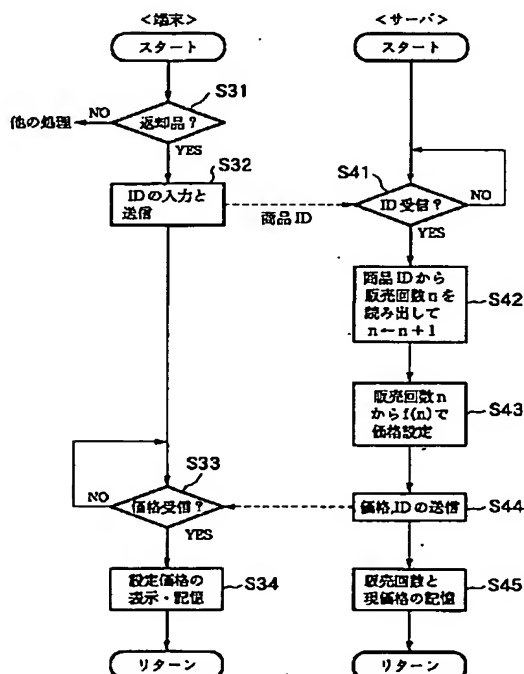 <端末>
スタート
S31
返却品?
NO
他の処理
YES
S32
IDの入力と
送信
商品ID
S33
価格受信?
NO
YES
設定価格の
表示・記憶
S34
リターン
<サーバ>
スタート
S41
ID受信?
NO
YES
商品IDから
販売回数nを
読み出して
n←n+1
S42
販売回数n
からf(n)で
価格設定
S43
価格,IDの送信
S44
販売回数と
現価格の記憶
S45
リターン